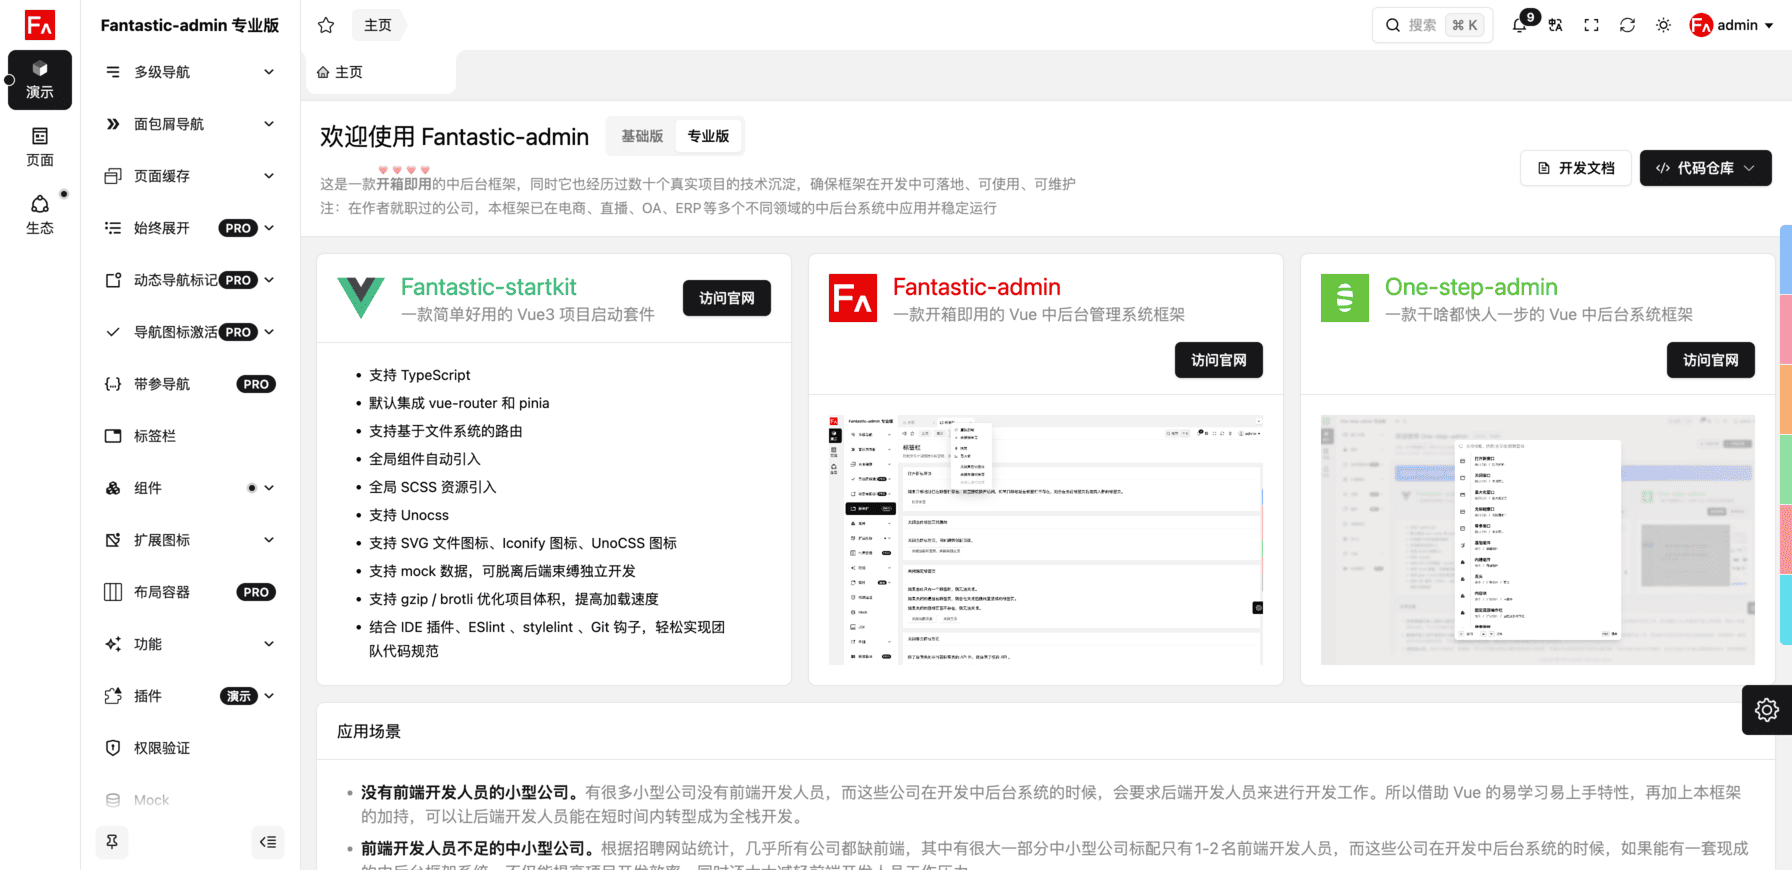 Fantastic-admin 专业版
主页
搜索 ⌘ K
9
admin
演示
页面
生态
多级导航
面包屑导航
页面缓存
始终展开 PRO
动态导航标记 PRO
导航图标激活 PRO
带参导航 PRO
标签栏
组件
扩展图标
布局容器 PRO
功能
插件 演示
权限验证
Mock
主页
欢迎使用 Fantastic-admin 基础版 专业版
这是一款开箱即用的中后台框架，同时它也经历过数十个真实项目的技术沉淀，确保框架在开发中可落地、可使用、可维护
注：在作者就职过的公司，本框架已在电商、直播、OA、ERP等多个不同领域的中后台系统中应用并稳定运行
开发文档
代码仓库
Fantastic-startkit
一款简单好用的 Vue3 项目启动套件
访问官网
支持 TypeScript
默认集成 vue-router 和 pinia
支持基于文件系统的路由
全局组件自动引入
全局 SCSS 资源引入
支持 Unocss
支持 SVG 文件图标、Iconify 图标、UnoCSS 图标
支持 mock 数据，可脱离后端束缚独立开发
支持 gzip / brotli 优化项目体积，提高加载速度
结合 IDE 插件、ESlint 、stylelint 、Git 钩子，轻松实现团
队代码规范
Fantastic-admin
一款开箱即用的 Vue 中后台管理系统框架
访问官网
One-step-admin
一款干啥都快人一步的 Vue 中后台系统框架
访问官网
应用场景
没有前端开发人员的小型公司。有很多小型公司没有前端开发人员，而这些公司在开发中后台系统的时候，会要求后端开发人员来进行开发工作。所以借助 Vue 的易学习易上手特性，再加上本框架
的加持，可以让后端开发人员能在短时间内转型成为全栈开发。
前端开发人员不足的中小型公司。根据招聘网站统计，几乎所有公司都缺前端，其中有很大一部分中小型公司标配只有1-2名前端开发人员，而这些公司在开发中后台系统的时候，如果能有一套现成